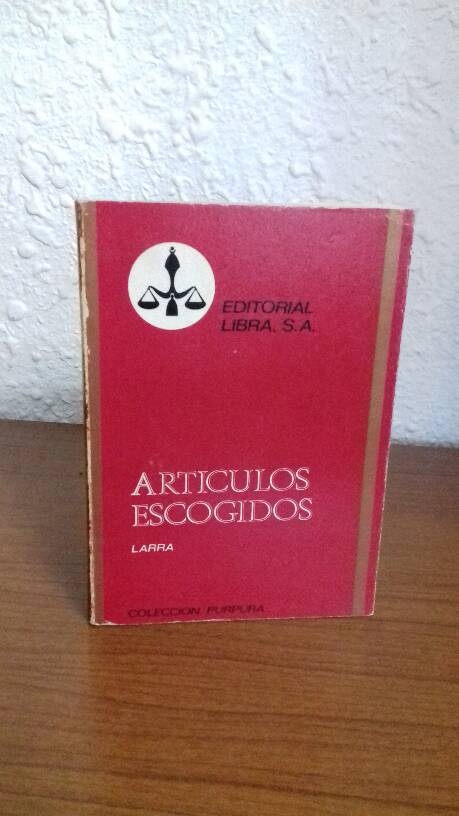 EDITORIAL
LIBRA, S.A.
ARTICULOS
ESCOGIDOS
LARRA
COLECCION PURPURA